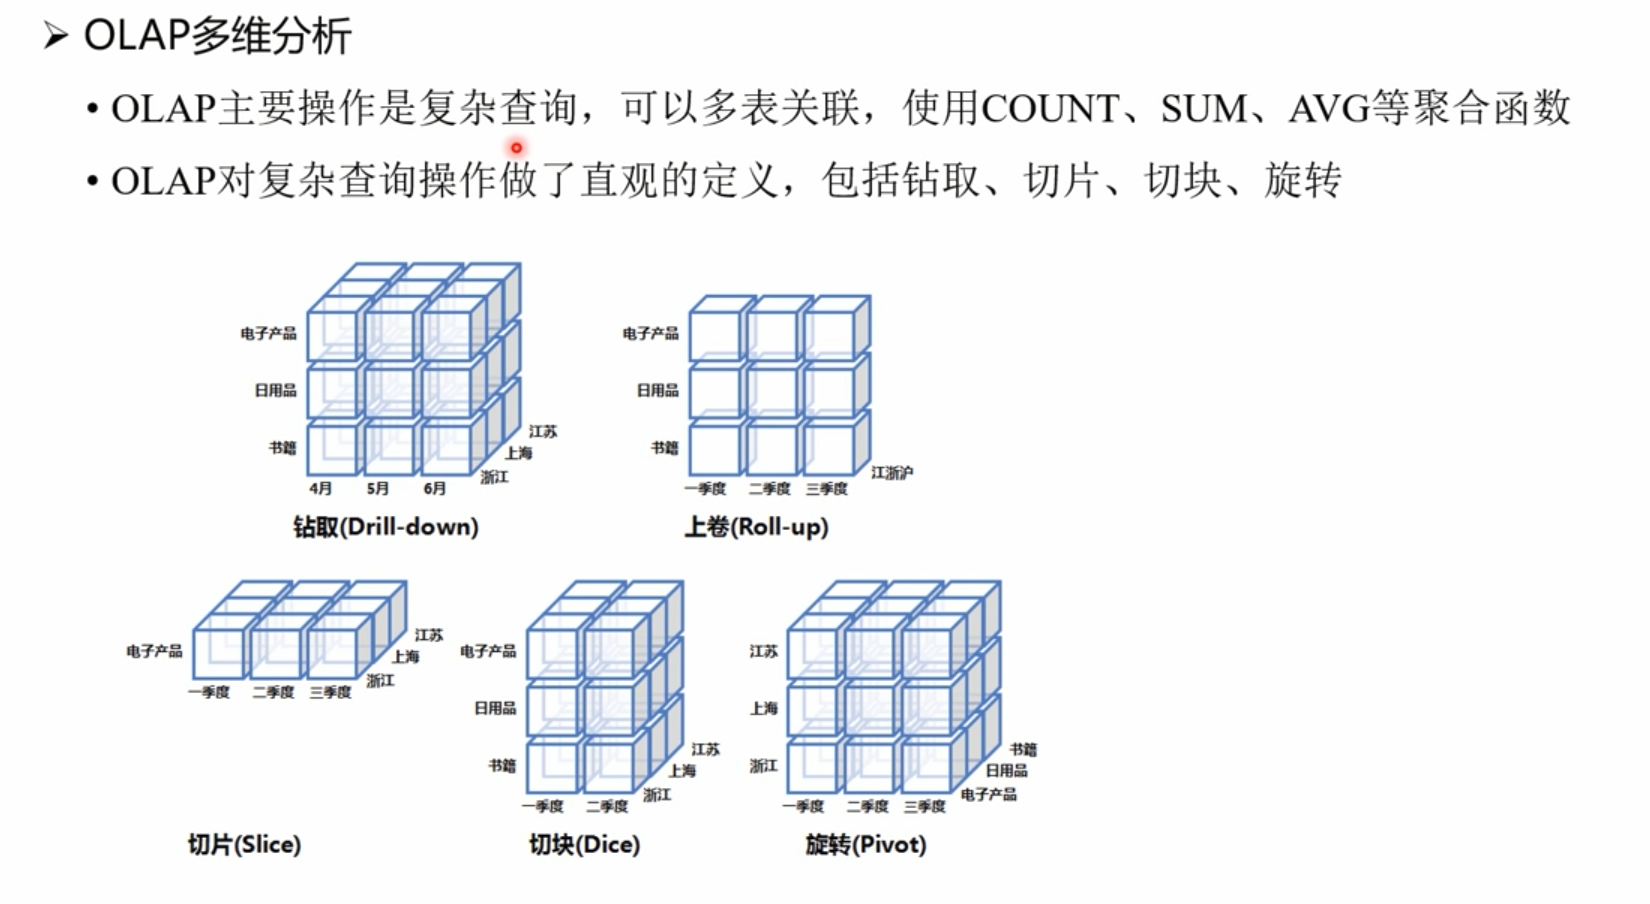 ➢ OLAP多维分析
• OLAP主要操作是复杂查询，可以多表关联，使用COUNT、SUM、AVG等聚合函数
• OLAP对复杂查询操作做了直观的定义，包括钻取、切片、切块、旋转
电子产品
日用品
书籍
4月 5月 6月
浙江
上海
江苏
钻取(Drill-down)
电子产品
日用品
书籍
一季度 二季度 三季度
江浙沪
上卷(Roll-up)
电子产品
一季度 二季度 三季度
浙江
上海
江苏
切片(Slice)
电子产品
日用品
书籍
一季度 二季度
浙江
上海
江苏
切块(Dice)
江苏
上海
浙江
一季度 二季度 三季度
电子产品
日用品
书籍
旋转(Pivot)